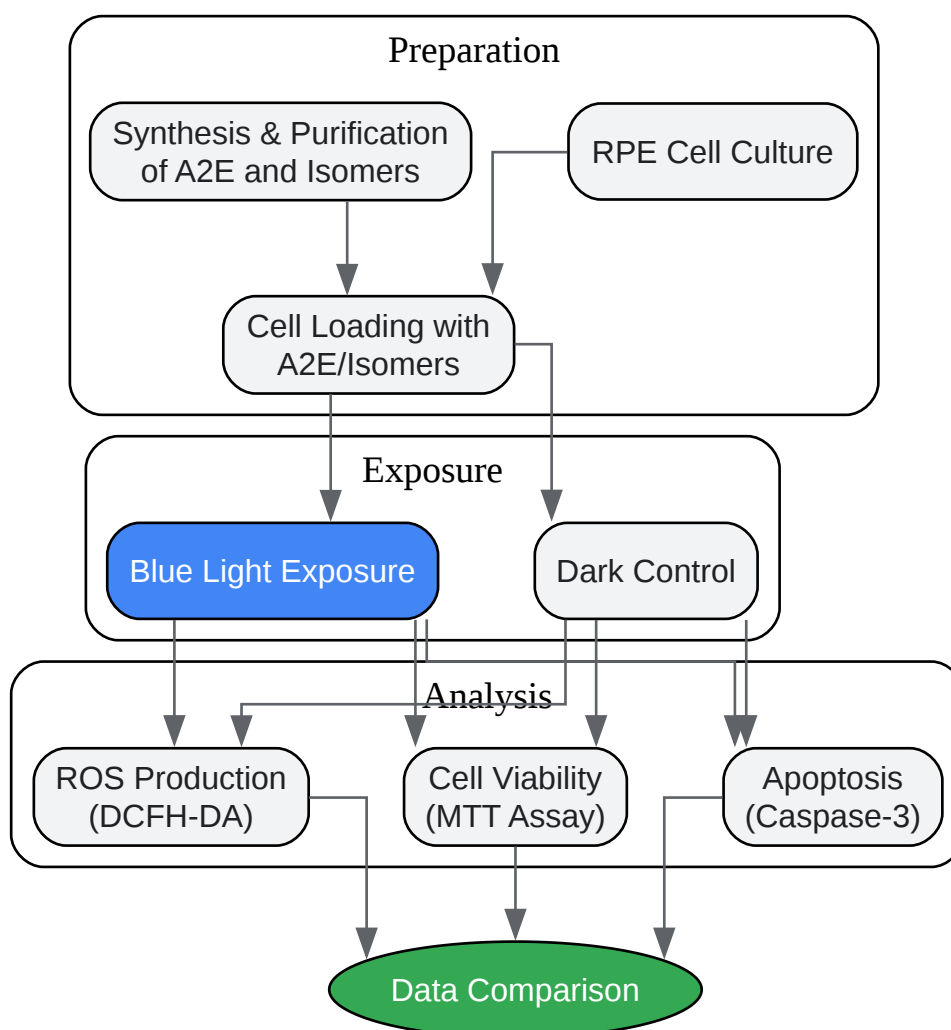 Preparation
Synthesis & Purification
of A2E and Isomers
RPE Cell Culture
Cell Loading with
A2E/Isomers
Exposure
Blue Light Exposure
Dark Control
Analysis
ROS Production
(DCFH-DA)
Cell Viability
(MTT Assay)
Apoptosis
(Caspase-3)
Data Comparison